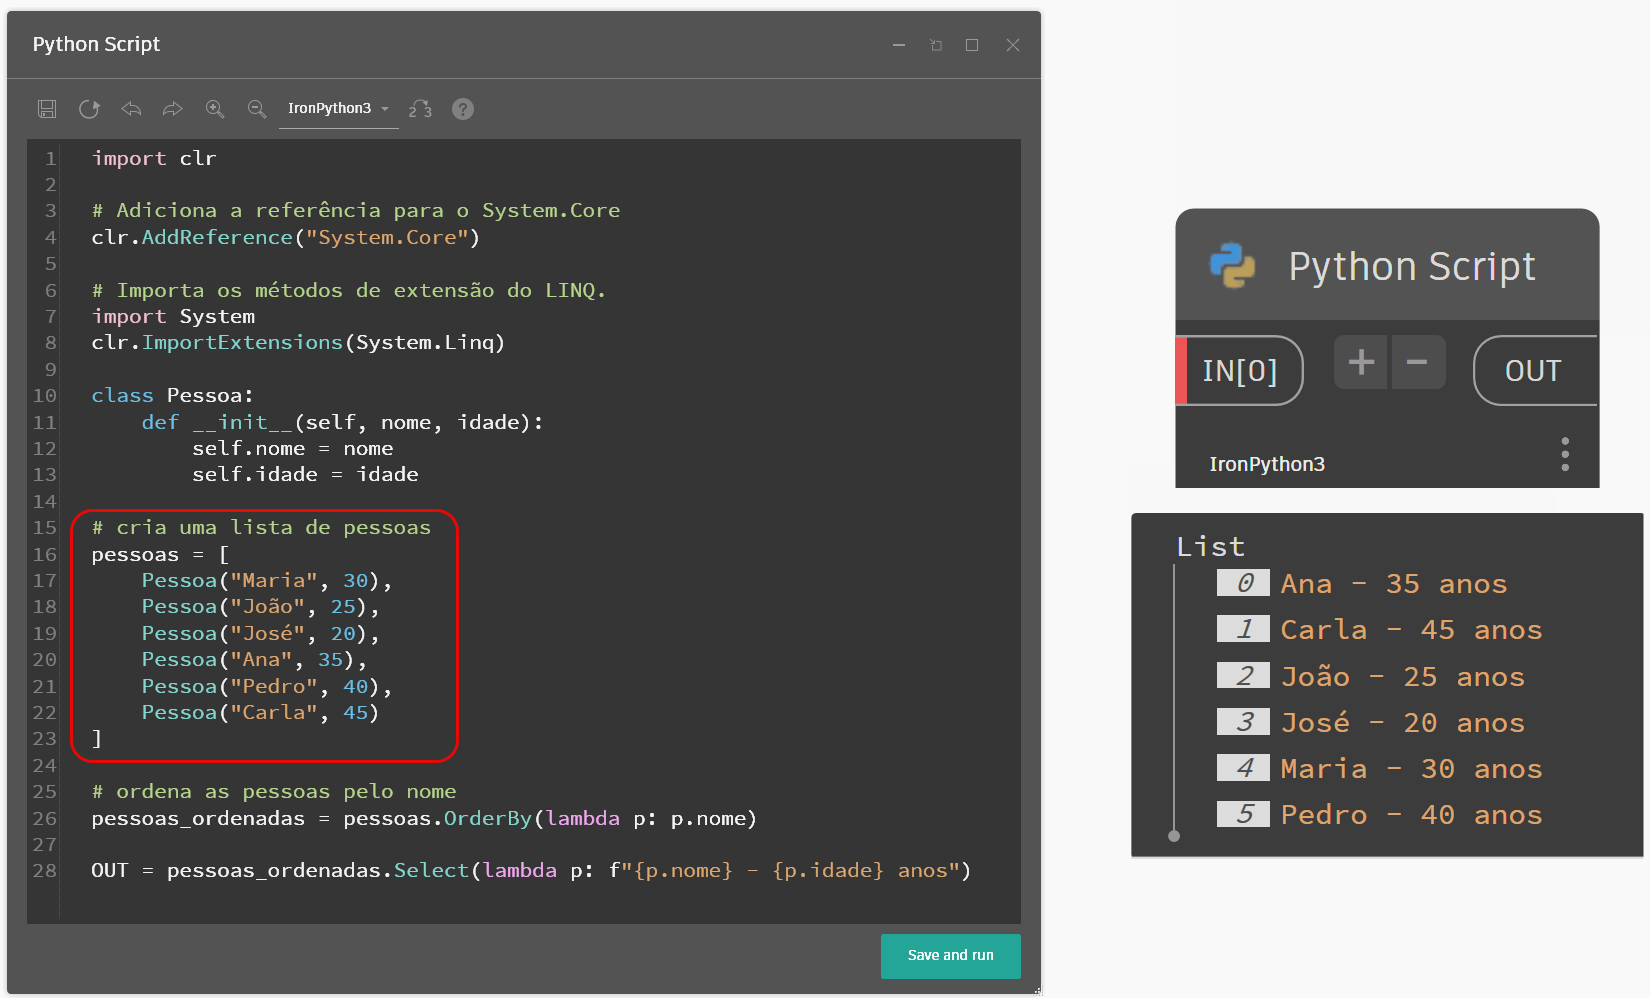 Python Script
IronPython3
2 3
?
1 import clr
2
3 # Adiciona a referência para o System.Core
4 clr.AddReference("System.Core")
5
6 # Importa os métodos de extensão do LINQ.
7 import System
8 clr.ImportExtensions(System.Linq)
9
10 class Pessoa:
11     def __init__(self, nome, idade):
12         self.nome = nome
13         self.idade = idade
14
15 # cria uma lista de pessoas
16 pessoas = [
17     Pessoa("Maria", 30),
18     Pessoa("João", 25),
19     Pessoa("José", 20),
20     Pessoa("Ana", 35),
21     Pessoa("Pedro", 40),
22     Pessoa("Carla", 45)
23 ]
24
25 # ordena as pessoas pelo nome
26 pessoas_ordenadas = pessoas.OrderBy(lambda p: p.nome)
27
28 OUT = pessoas_ordenadas.Select(lambda p: f"{p.nome} - {p.idade} anos")
Save and run
Python Script
IN[0] + - OUT
IronPython3
List
0 Ana - 35 anos
1 Carla - 45 anos
2 João - 25 anos
3 José - 20 anos
4 Maria - 30 anos
5 Pedro - 40 anos